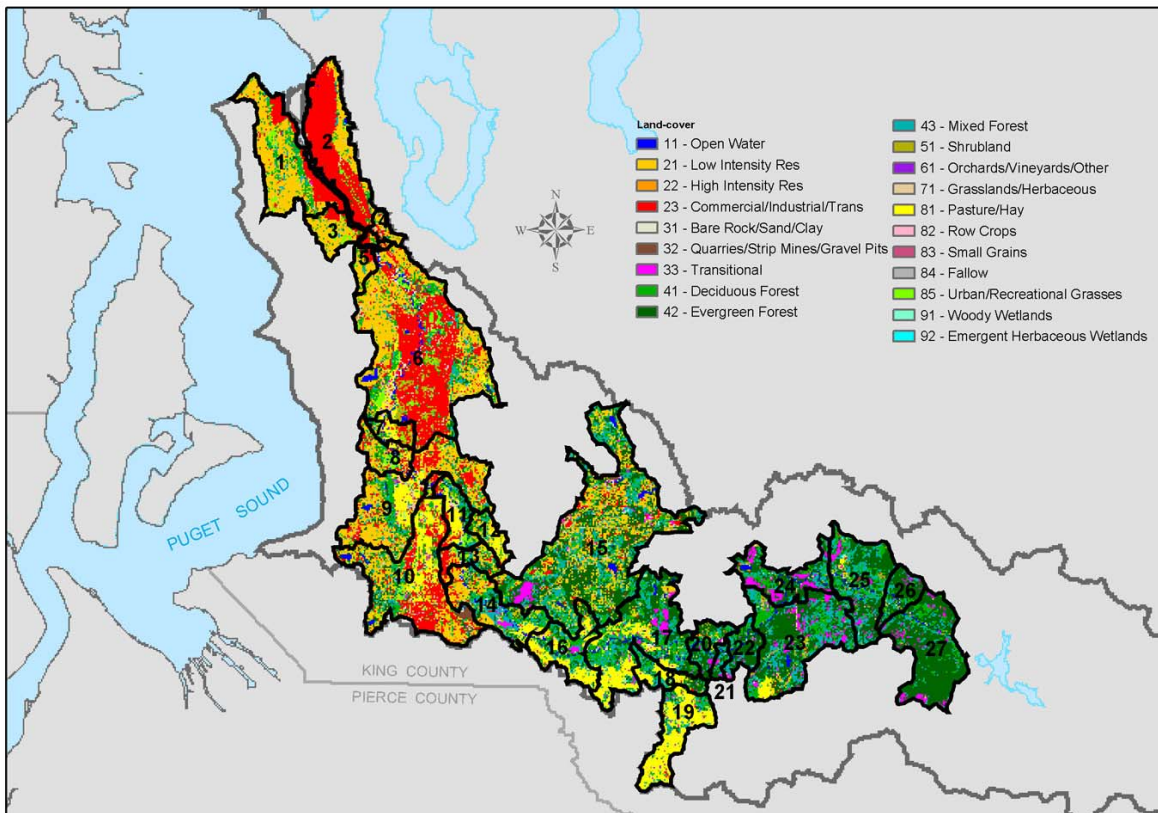 Land-cover
11 - Open Water
21 - Low Intensity Res
22 - High Intensity Res
23 - Commercial/Industrial/Trans
31 - Bare Rock/Sand/Clay
32 - Quarries/Strip Mines/Gravel Pits
33 - Transitional
41 - Deciduous Forest
42 - Evergreen Forest
43 - Mixed Forest
51 - Shrubland
61 - Orchards/Vineyards/Other
71 - Grasslands/Herbaceous
81 - Pasture/Hay
82 - Row Crops
83 - Small Grains
84 - Fallow
85 - Urban/Recreational Grasses
91 - Woody Wetlands
92 - Emergent Herbaceous Wetlands
N
W E
S
1
2
3
4
5
6
7
8
9
10
11
14
15
16
19
20
21
22
23
25
26
27
PUGET SOUND
KING COUNTY
PIERCE COUNTY